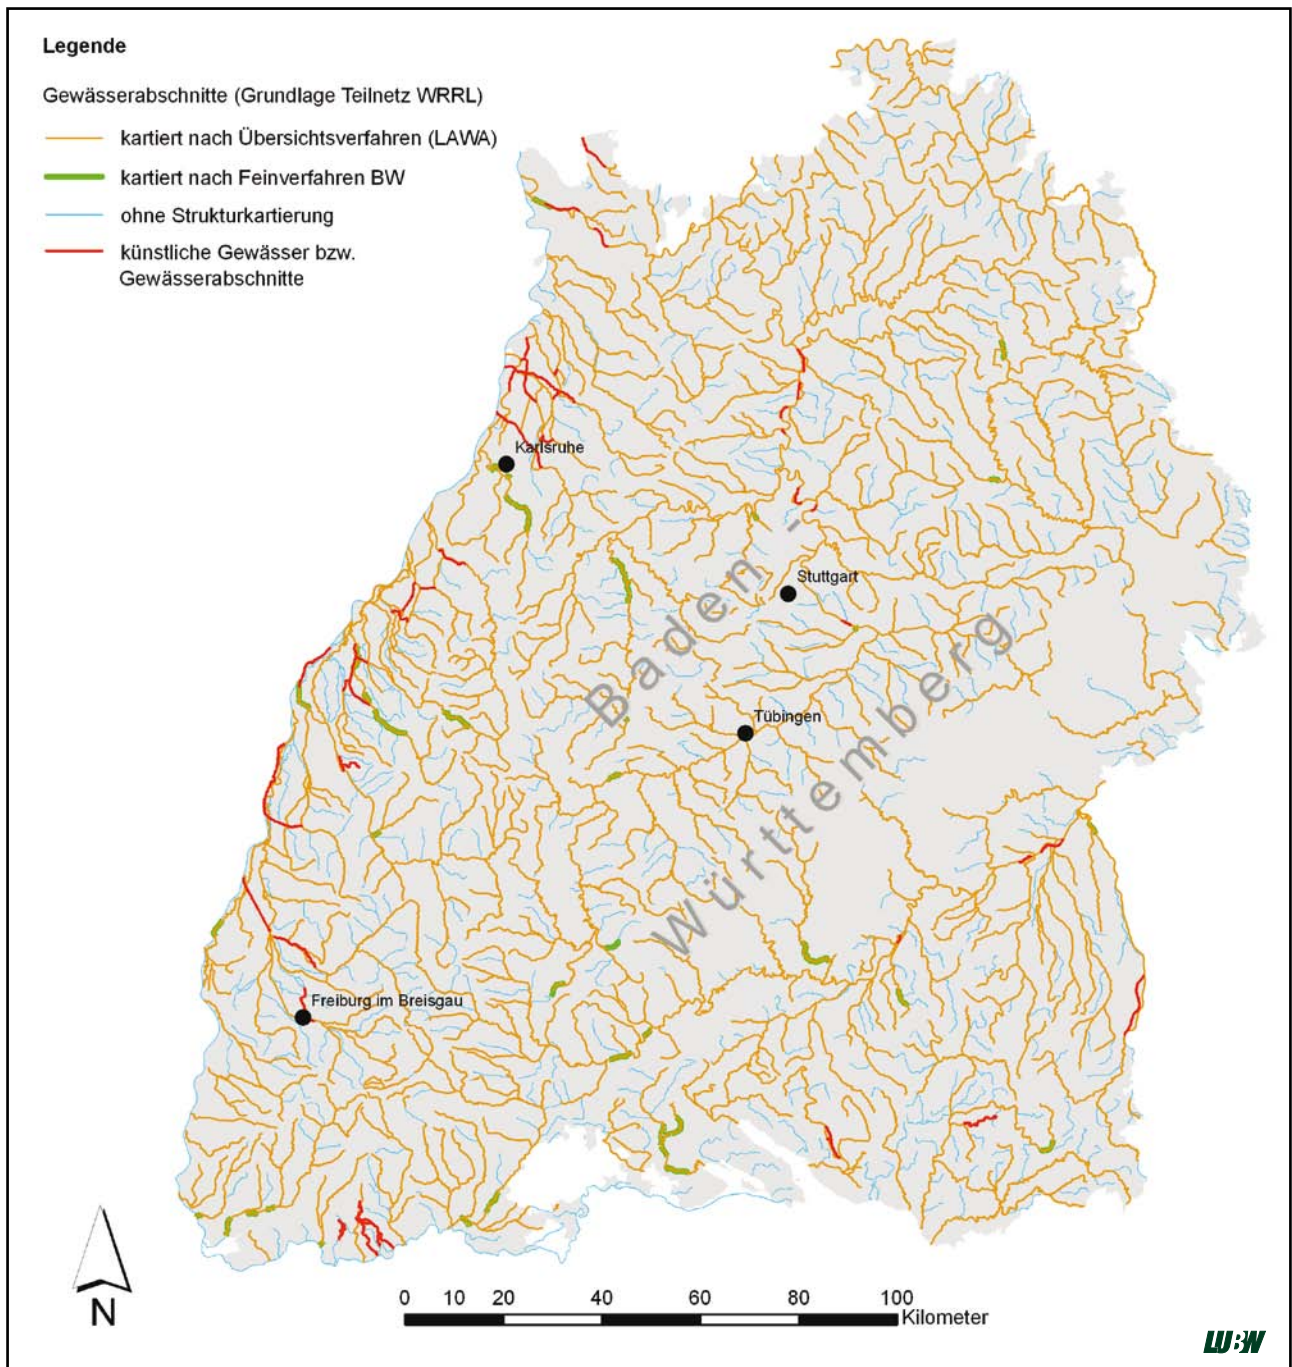 Legende
Gewässerabschnitte (Grundlage Teilnetz WRRL)
kartiert nach Übersichtsverfahren (LAWA)
kartiert nach Feinverfahren BW
ohne Strukturkartierung
künstliche Gewässer bzw.
Gewässerabschnitte
Karlsruhe
Stuttgart
Baden -
Württemberg
Tübingen
Freiburg im Breisgau
N
0 10 20 40 60 80 100
Kilometer
LUBW